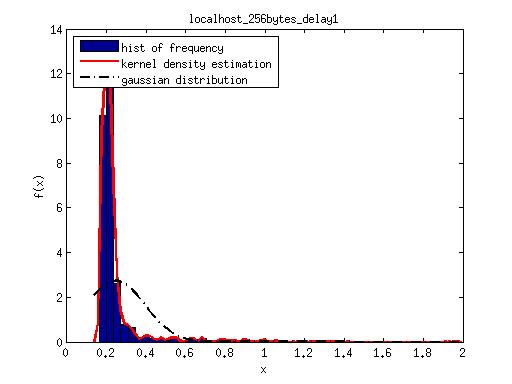 localhost_256bytes_delay1
14
12
10
8
6
4
2
0
f(x)
hist of frequency
kernel density estimation
gaussian distribution
0 0.2 0.4 0.6 0.8 1 1.2 1.4 1.6 1.8 2
x